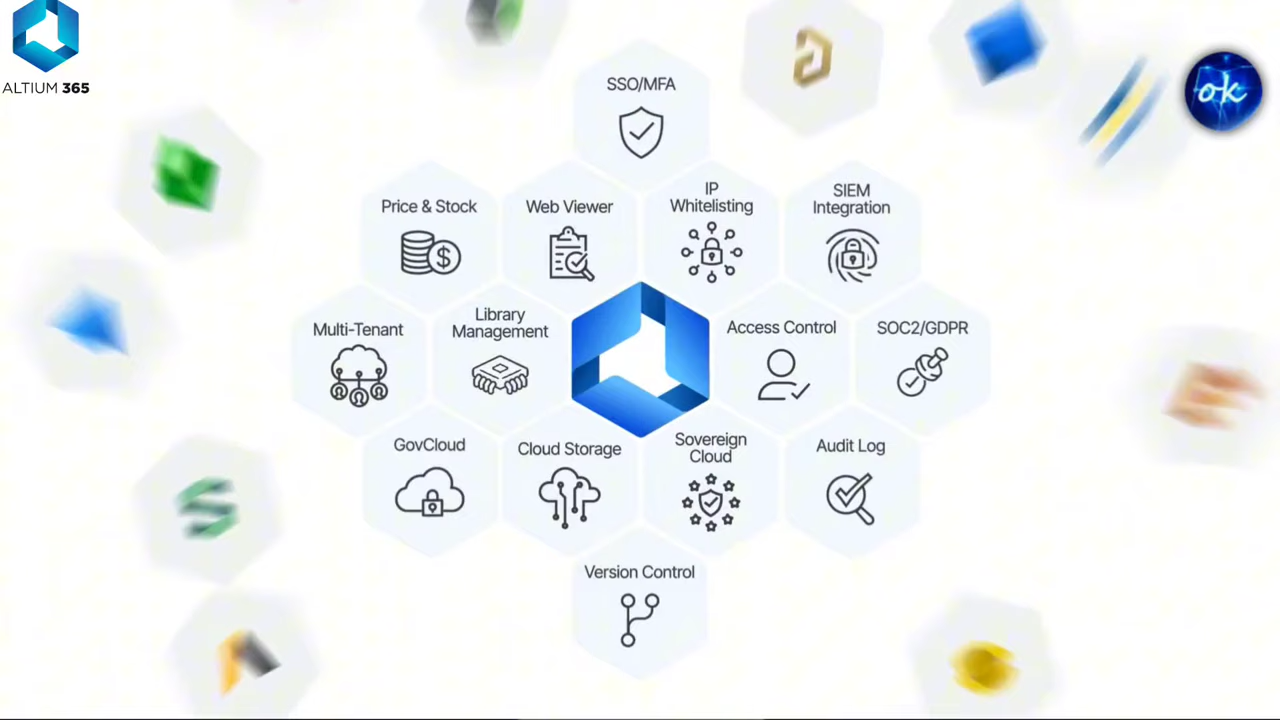 ALTIUM 365
ok
SSO/MFA
Price & Stock
Web Viewer
IP
Whitelisting
SIEM
Integration
Multi-Tenant
Library
Management
Access Control
SOC2/GDPR
GovCloud
Cloud Storage
Sovereign
Cloud
Audit Log
Version Control